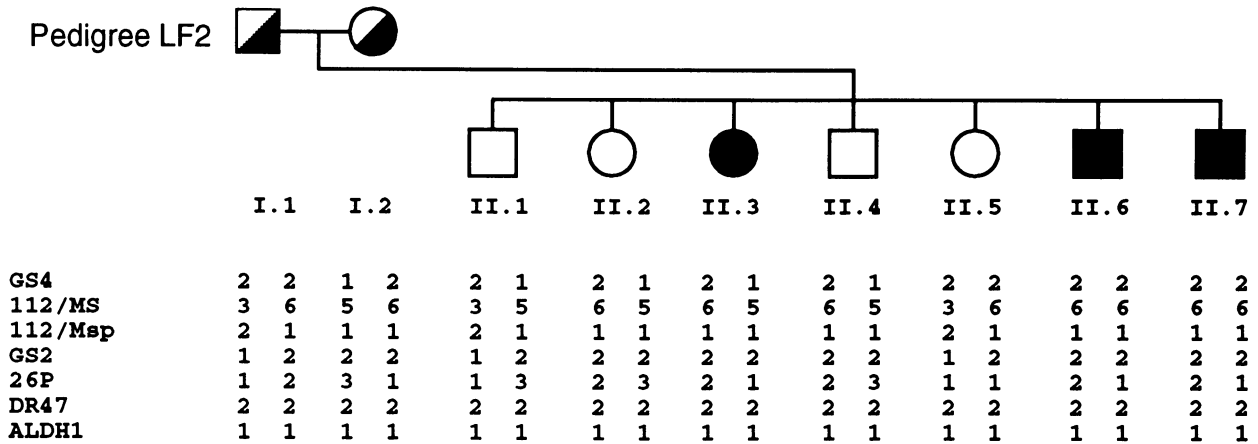 Pedigree LF2
I.1 I.2 II.1 II.2 II.3 II.4 II.5 II.6 II.7
GS4 2 2 1 2 2 1 2 1 2 1 2 1 2 2 2 2 2 2
112/MS 3 6 5 6 3 5 6 5 6 5 6 5 3 6 6 6 6 6
112/Msp 2 1 1 1 2 1 1 1 1 1 1 1 2 1 1 1 1 1
GS2 1 2 2 2 1 2 2 2 2 2 2 2 1 2 2 2 2 2
26P 1 2 3 1 1 3 2 3 2 1 2 3 1 1 2 1 2 1
DR47 2 2 2 2 2 2 2 2 2 2 2 2 2 2 2 2 2 2
ALDH1 1 1 1 1 1 1 1 1 1 1 1 1 1 1 1 1 1 1